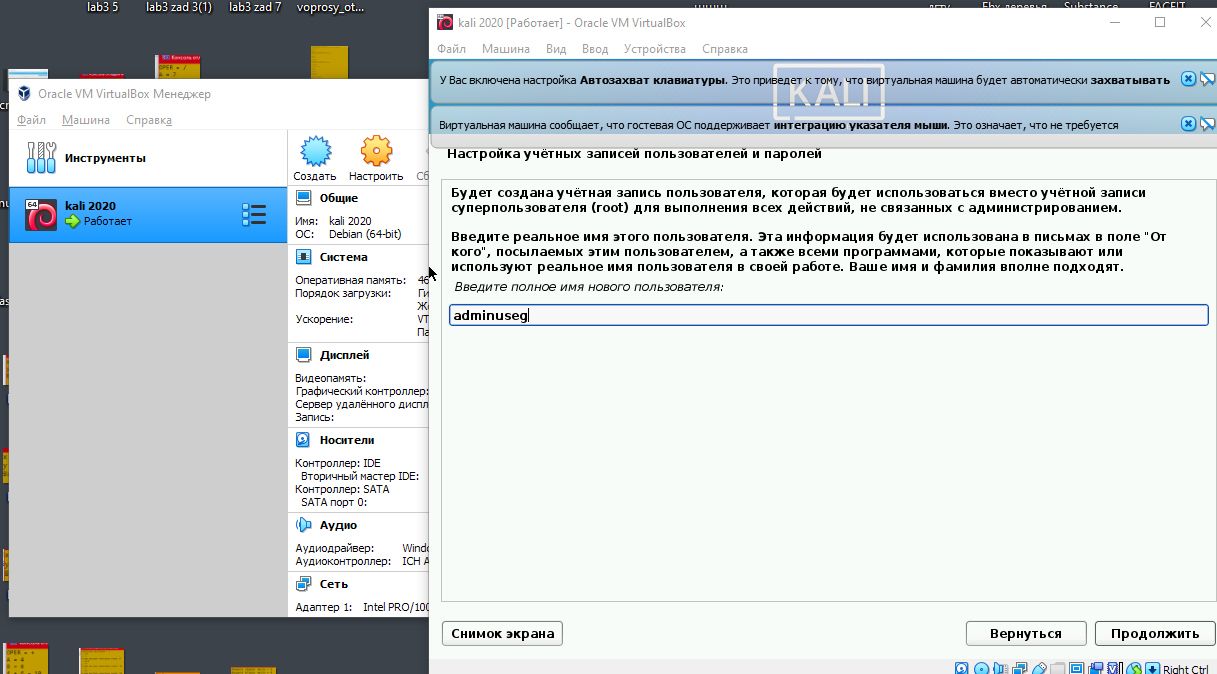 lab3 5
lab3 zad 3(1)
lab3 zad 7
voprosy_ot...
Substance
FACEIT
kali 2020 [Работает] - Oracle VM VirtualBox
Файл Машина Вид Ввод Устройства Справка
У Вас включена настройка Автозахват клавиатуры. Это приведет к тому, что виртуальная машина будет автоматически захватывать
KALI
Виртуальная машина сообщает, что гостевая ОС поддерживает интеграцию указателя мыши. Это означает, что не требуется
Настройка учётных записей пользователей и паролей
Будет создана учётная запись пользователя, которая будет использоваться вместо учётной записи
суперпользователя (root) для выполнения всех действий, не связанных с администрированием.
Введите реальное имя этого пользователя. Эта информация будет использована в письмах в поле "От
кого", посылаемых этим пользователем, а также всеми программами, которые показывают или
используют реальное имя пользователя в своей работе. Ваше имя и фамилия вполне подходят.
Введите полное имя нового пользователя:
adminuseg
Снимок экрана
Вернуться
Продолжить
Right Ctrl
Oracle VM VirtualBox Менеджер
Файл Машина Справка
Инструменты
64
kali 2020
Работает
Создать
Настроить
Сб
Общие
Имя: kali 2020
ОС: Debian (64-bit)
Система
Оперативная память: 46
Порядок загрузки: Ги
Ускорение: VT
Па
Дисплей
Видеопамять:
Графический контроллер:
Сервер удалённого диспл
Запись:
Носители
Контроллер: IDE
Вторичный мастер IDE:
Контроллер: SATA
SATA порт 0:
Аудио
Аудиодрайвер: Windo
Аудиоконтроллер: ICH A
Сеть
Адаптер 1: Intel PRO/100